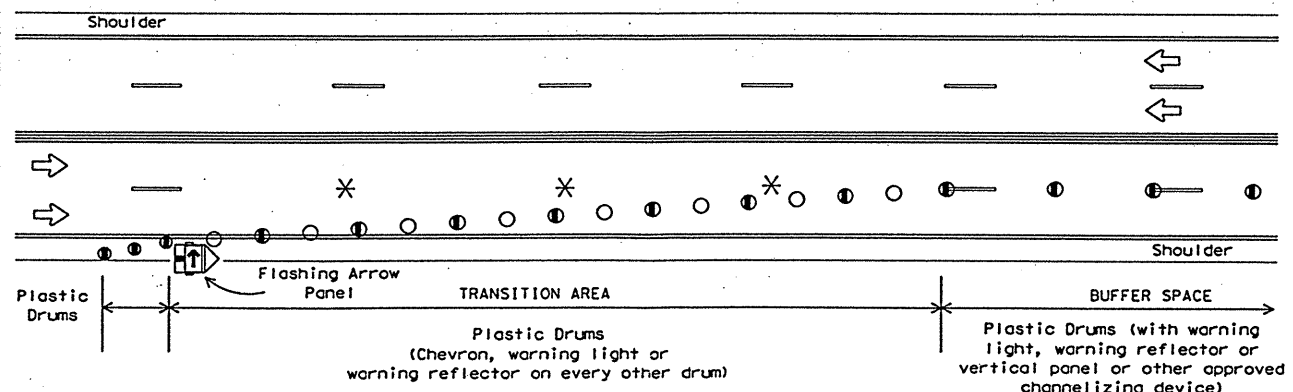 Shoulder
Shoulder
Flashing Arrow
Panel
Plastic
Drums
TRANSITION AREA
BUFFER SPACE
Plastic Drums
(Chevron, warning light or
warning reflector on every other drum)
Plastic Drums (with warning
light, warning reflector or
vertical panel or other approved
channelizing device)